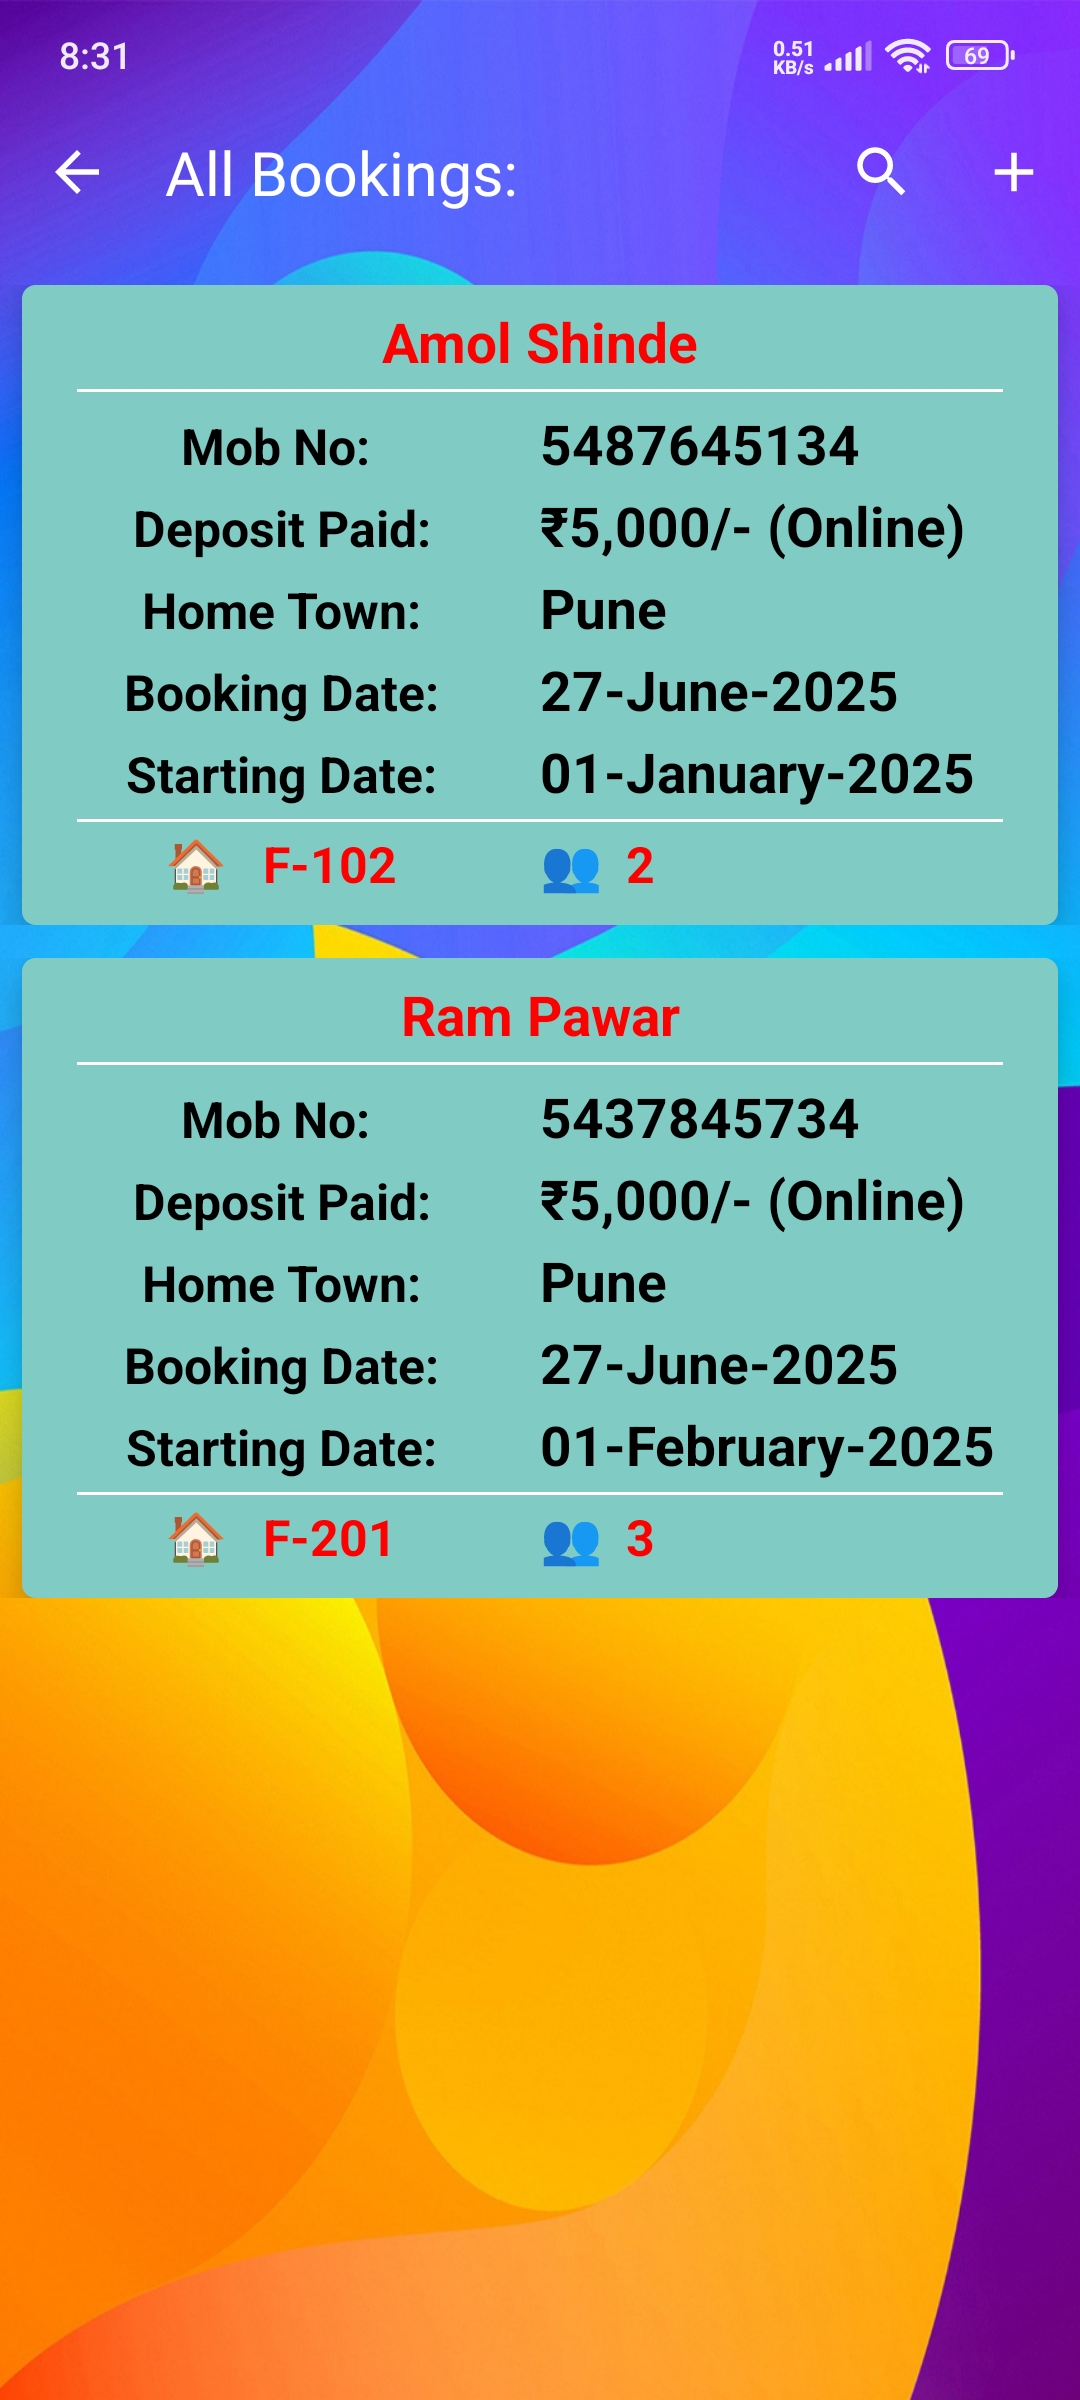 8:31 0.51 KB/s 69
All Bookings:
Amol Shinde
Mob No: 5487645134
Deposit Paid: ₹5,000/- (Online)
Home Town: Pune
Booking Date: 27-June-2025
Starting Date: 01-January-2025
F-102 2
Ram Pawar
Mob No: 5437845734
Deposit Paid: ₹5,000/- (Online)
Home Town: Pune
Booking Date: 27-June-2025
Starting Date: 01-February-2025
F-201 3